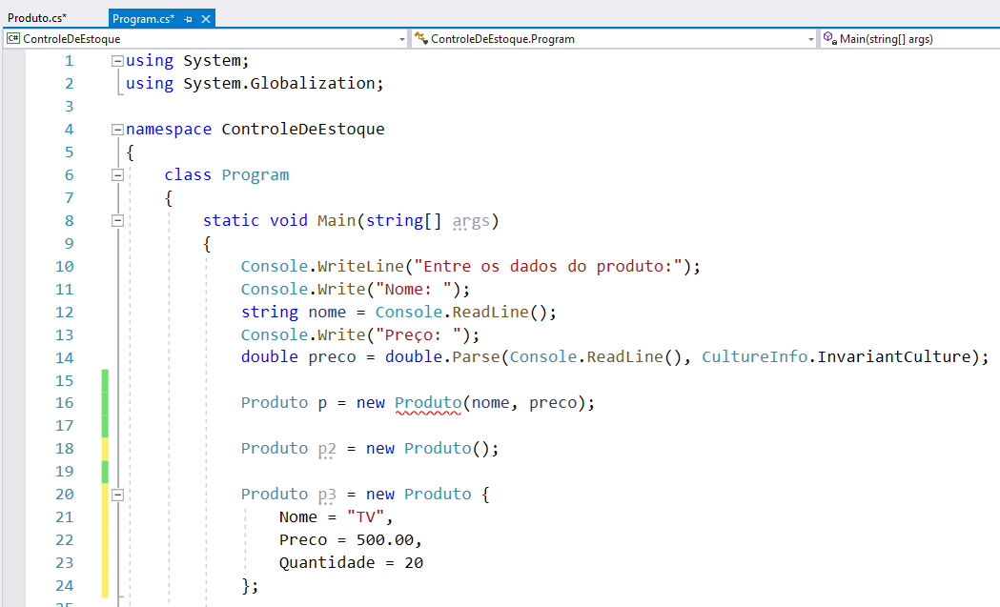 Produto.cs*
Program.cs*
C# ControleDeEstoque
ControleDeEstoque.Program
Main(string[] args)
1 using System;
2 using System.Globalization;
3
4 namespace ControleDeEstoque
5 {
6 class Program
7 {
8 static void Main(string[] args)
9 {
10 Console.WriteLine("Entre os dados do produto:");
11 Console.Write("Nome: ");
12 string nome = Console.ReadLine();
13 Console.Write("Preço: ");
14 double preco = double.Parse(Console.ReadLine(), CultureInfo.InvariantCulture);
15
16 Produto p = new Produto(nome, preco);
17
18 Produto p2 = new Produto();
19
20 Produto p3 = new Produto {
21 Nome = "TV",
22 Preco = 500.00,
23 Quantidade = 20
24 };
25